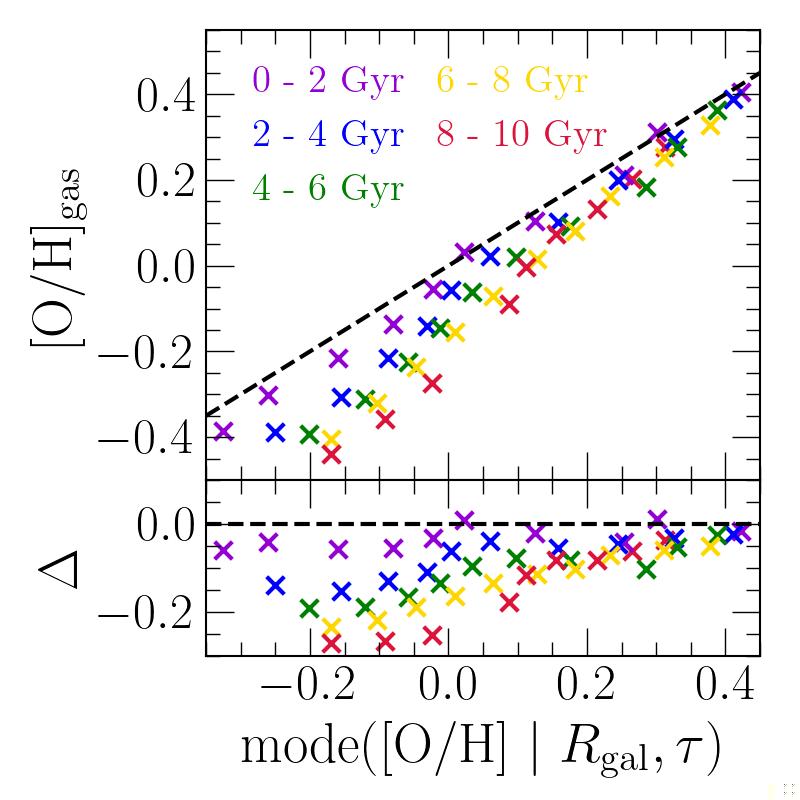 0 - 2 Gyr 6 - 8 Gyr
2 - 4 Gyr 8 - 10 Gyr
4 - 6 Gyr
[O/H]gas
0.4
0.2
0.0
−0.2
−0.4
Δ
0.0
−0.2
−0.2 0.0 0.2 0.4
mode([O/H] | Rgal, τ)